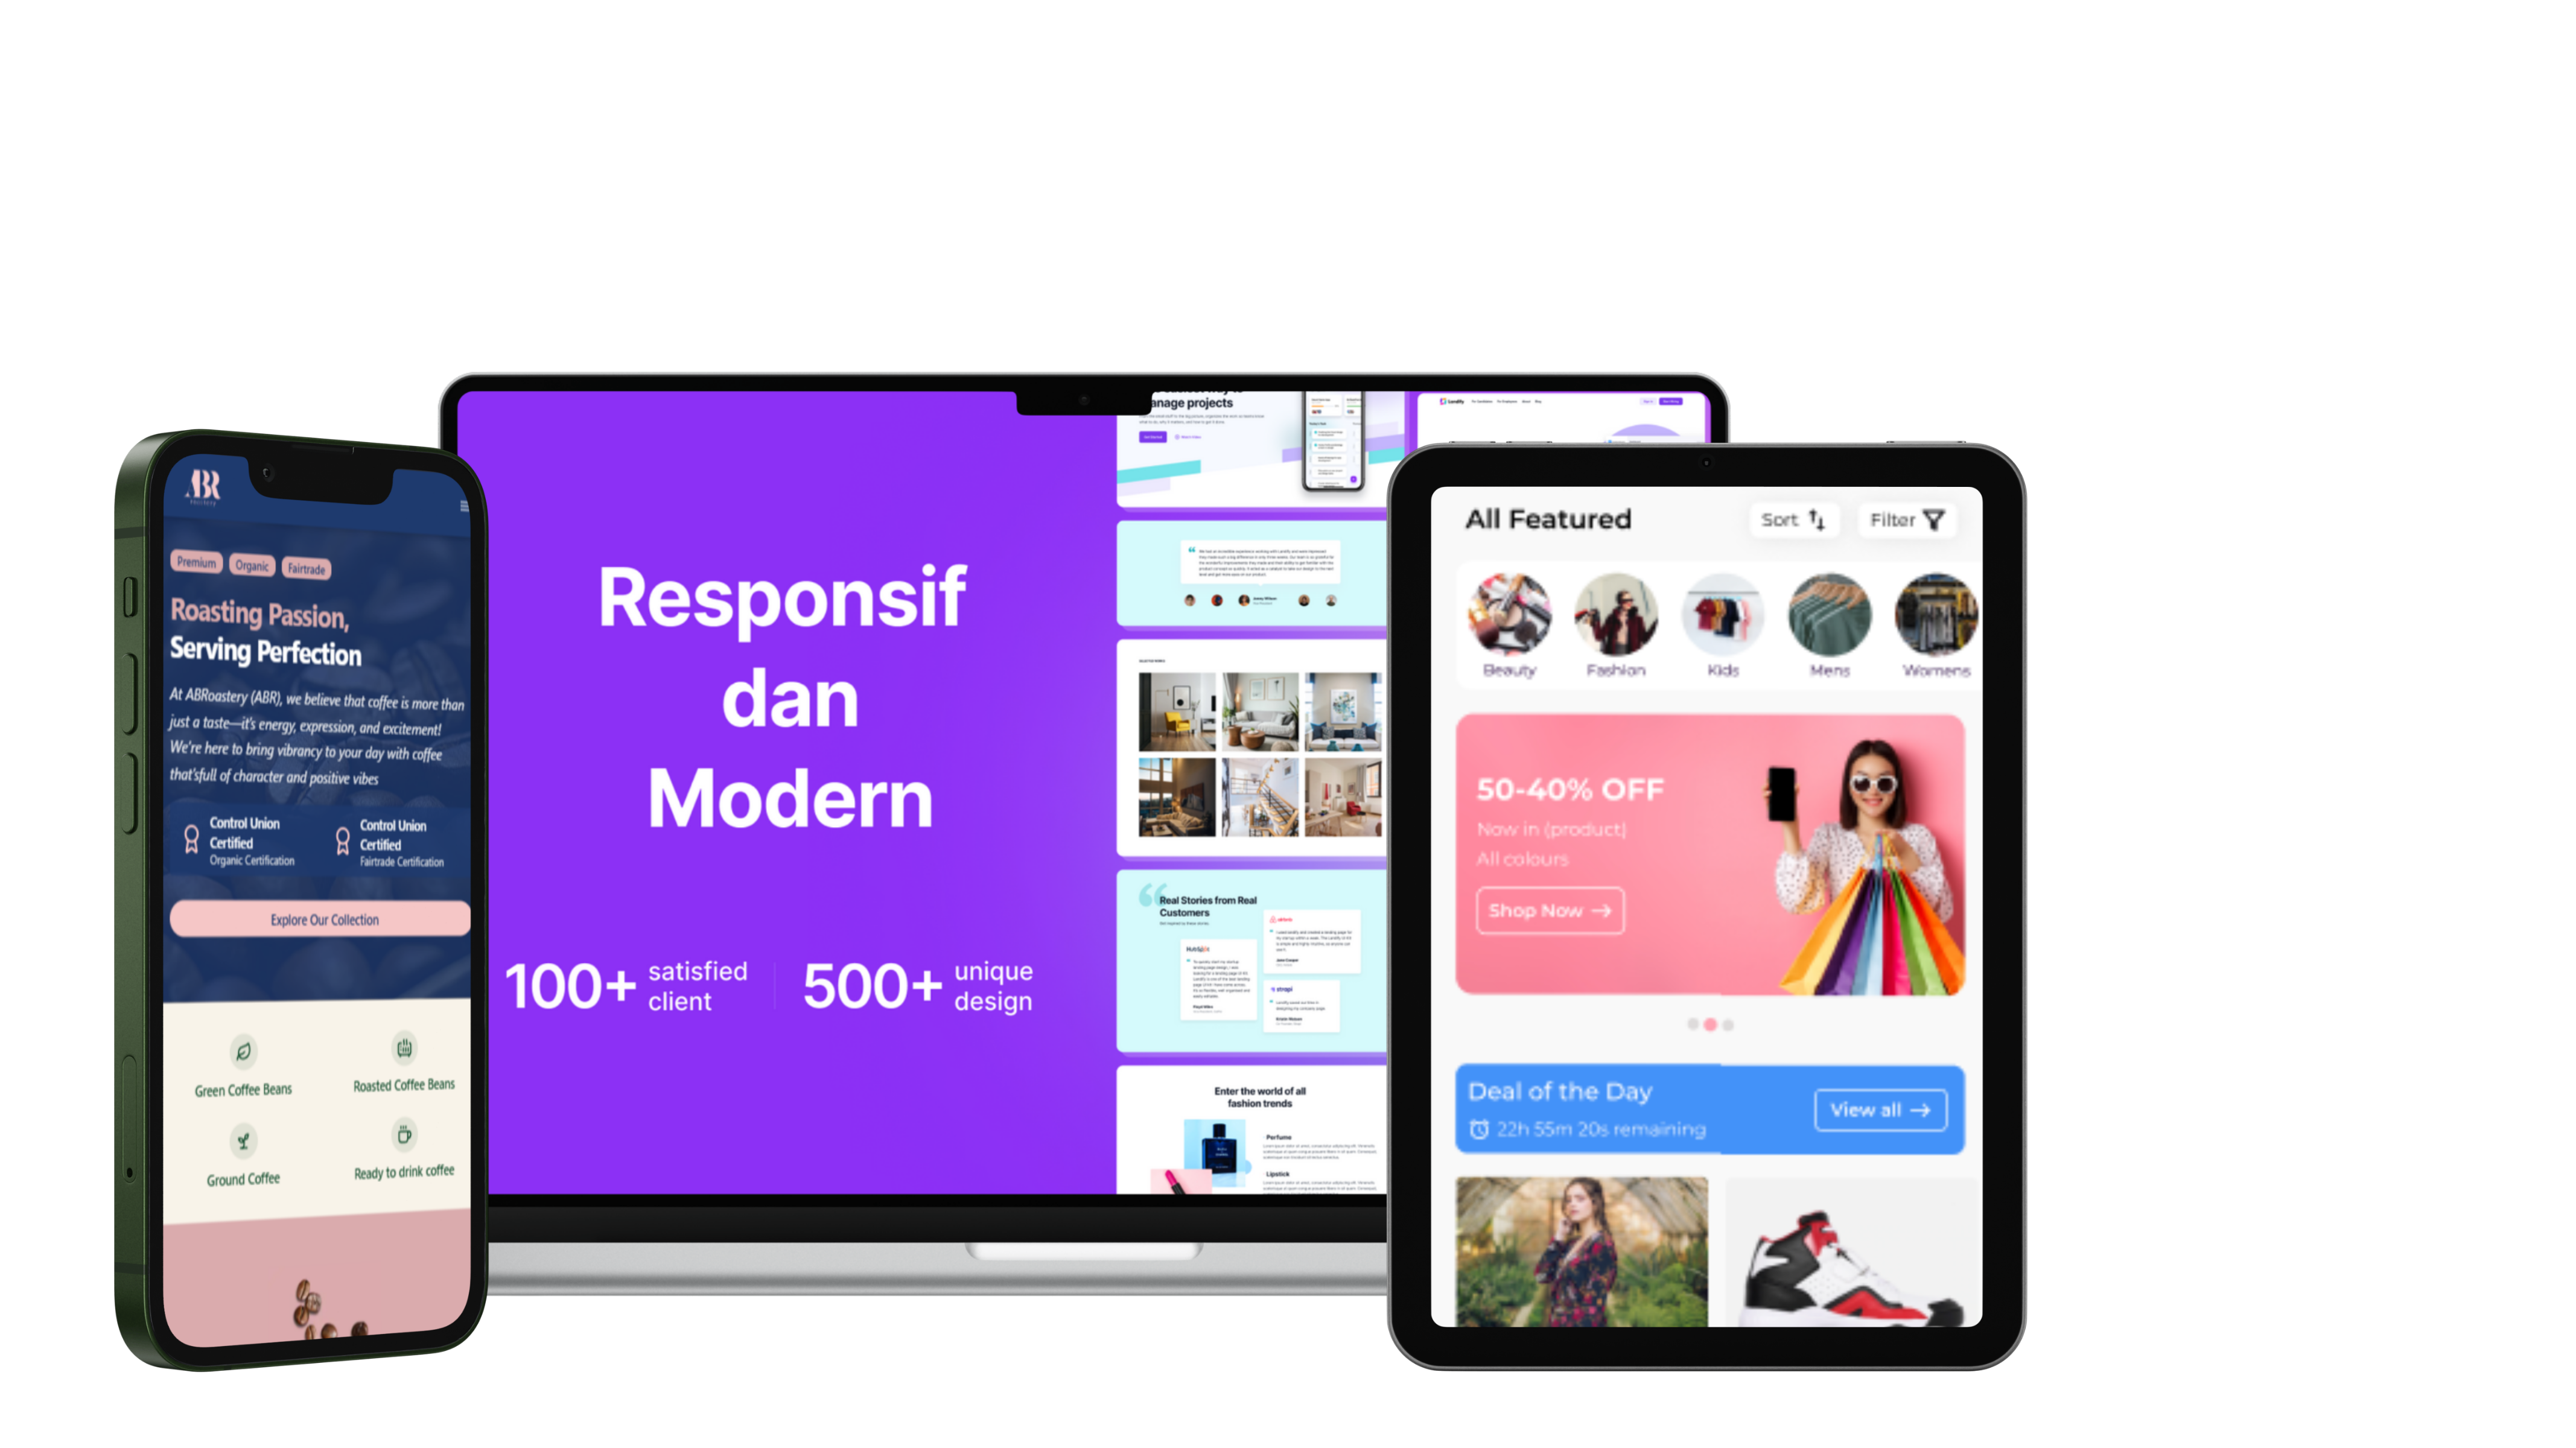 ABR
Premium
Organic
Fairtrade
Roasting Passion,
Serving Perfection
At ABRoastery (ABR), we believe that coffee is more than
just a taste—it's energy, expression, and excitement!
We're here to bring vibrancy to your day with coffee
that'sfull of character and positive vibes
Control Union
Certified
Organic Certification
Control Union
Certified
Fairtrade Certification
Explore Our Collection
Green Coffee Beans
Roasted Coffee Beans
Ground Coffee
Ready to drink coffee
Responsif
dan
Modern
100+ satisfied
client
500+ unique
design
anage projects
Real Stories from Real
Customers
HubSpot
airbnb
strapi
Enter the world of all
fashion trends
Perfume
Lipstick
Landify
All Featured
Sort
Filter
Beauty
Fashion
Kids
Mens
Womens
50-40% OFF
Now in (product)
All colours
Shop Now →
Deal of the Day
22h 55m 20s remaining
View all →